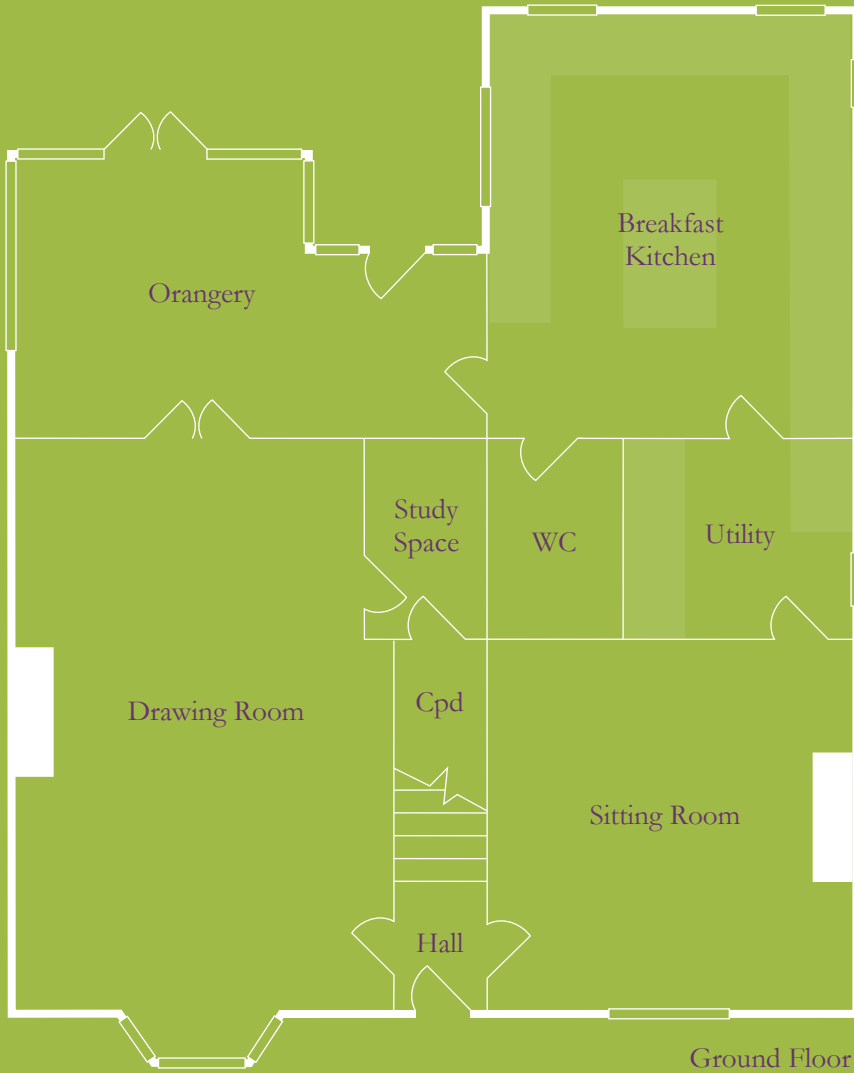 Breakfast
Kitchen
Orangery
Study
Space
WC
Utility
Drawing Room
Cpd
Sitting Room
Hall
Ground Floor